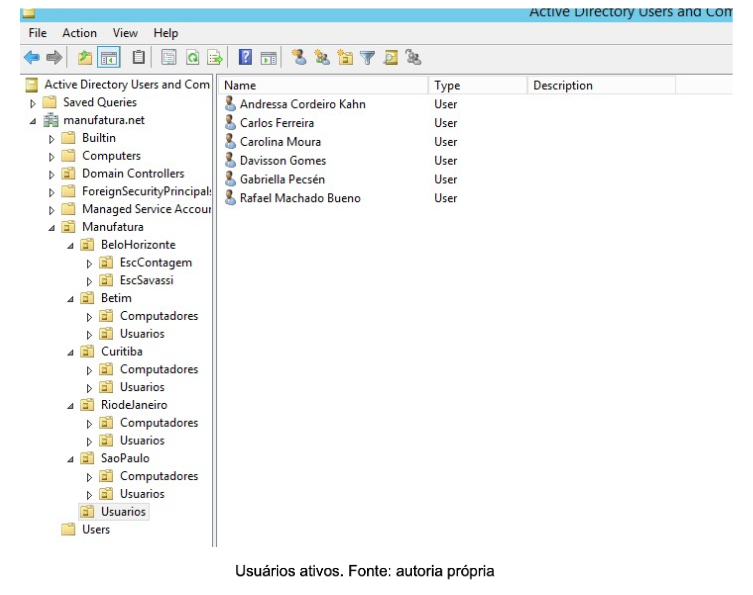 Active Directory Users and Com
File Action View Help
Active Directory Users and Com
Saved Queries
manufatura.net
Builtin
Computers
Domain Controllers
ForeignSecurityPrincipals
Managed Service Accour
Manufatura
BeloHorizonte
EscContagem
EscSavassi
Betim
Computadores
Usuarios
Curitiba
Computadores
Usuarios
RiodeJaneiro
Computadores
Usuarios
SaoPaulo
Computadores
Usuarios
Usuarios
Users
Name Type Description
Andressa Cordeiro Kahn User
Carlos Ferreira User
Carolina Moura User
Davisson Gomes User
Gabriella Pecsén User
Rafael Machado Bueno User
Usuários ativos. Fonte: autoria própria